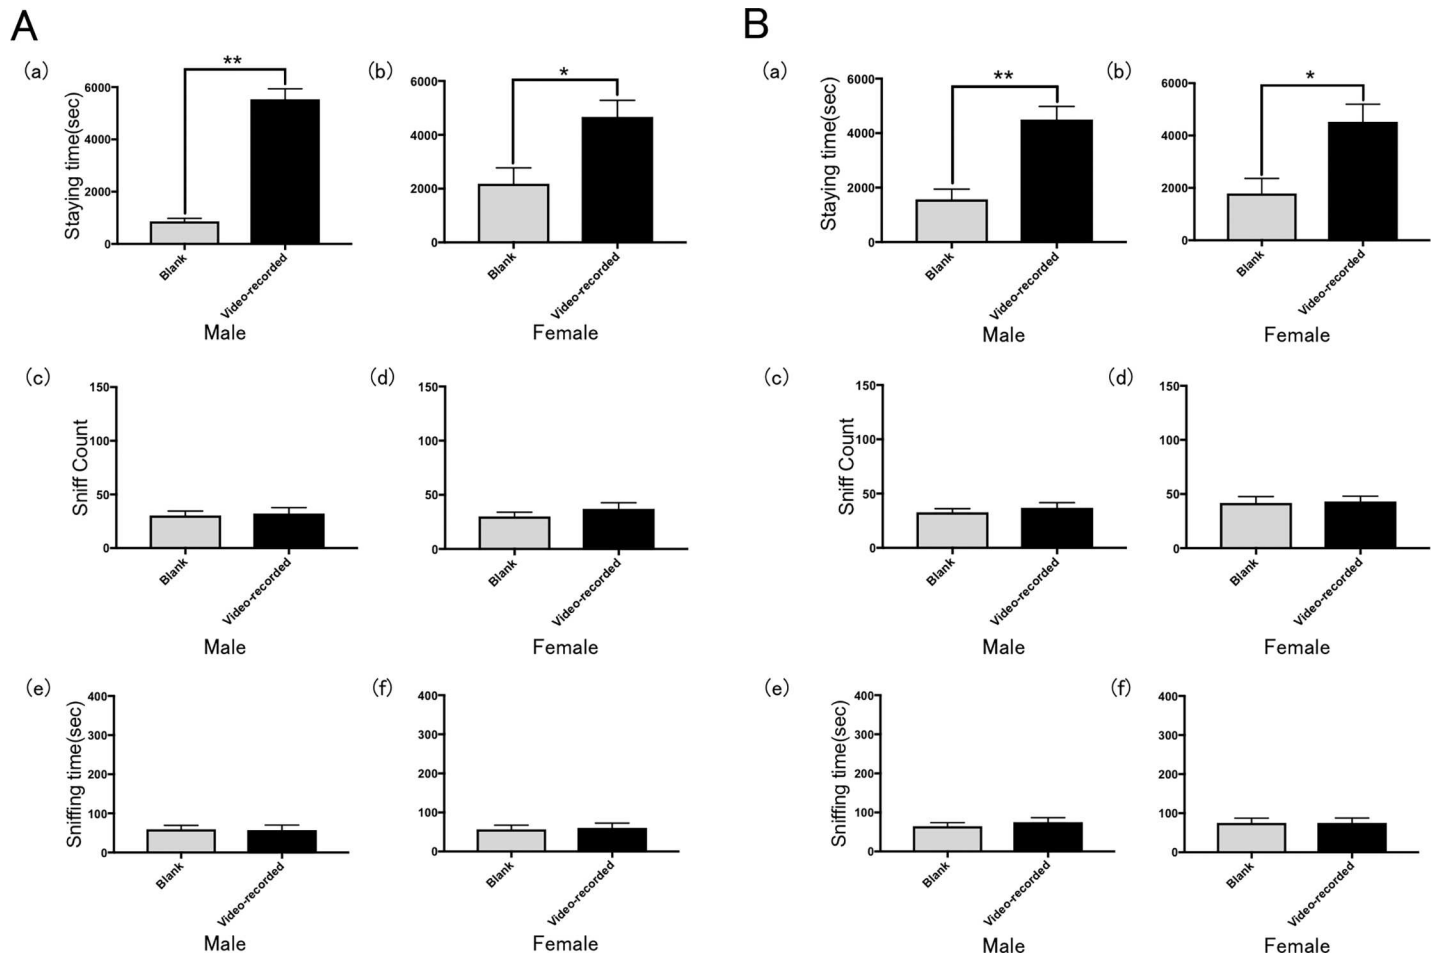 A
B
(a)
**
Staying time(sec)
6000
4000
2000
0
Blank
Video-recorded
Male
(b)
*
6000
4000
2000
0
Blank
Video-recorded
Female
(a)
**
Staying time(sec)
6000
4000
2000
0
Blank
Video-recorded
Male
(b)
*
6000
4000
2000
0
Blank
Video-recorded
Female
(c)
Sniff Count
150
100
50
0
Blank
Video-recorded
Male
(d)
150
100
50
0
Blank
Video-recorded
Female
(c)
Sniff Count
150
100
50
0
Blank
Video-recorded
Male
(d)
150
100
50
0
Blank
Video-recorded
Female
(e)
Sniffing time(sec)
400
300
200
100
0
Blank
Video-recorded
Male
(f)
400
300
200
100
0
Blank
Video-recorded
Female
(e)
Sniffing time(sec)
400
300
200
100
0
Blank
Video-recorded
Male
(f)
400
300
200
100
0
Blank
Video-recorded
Female